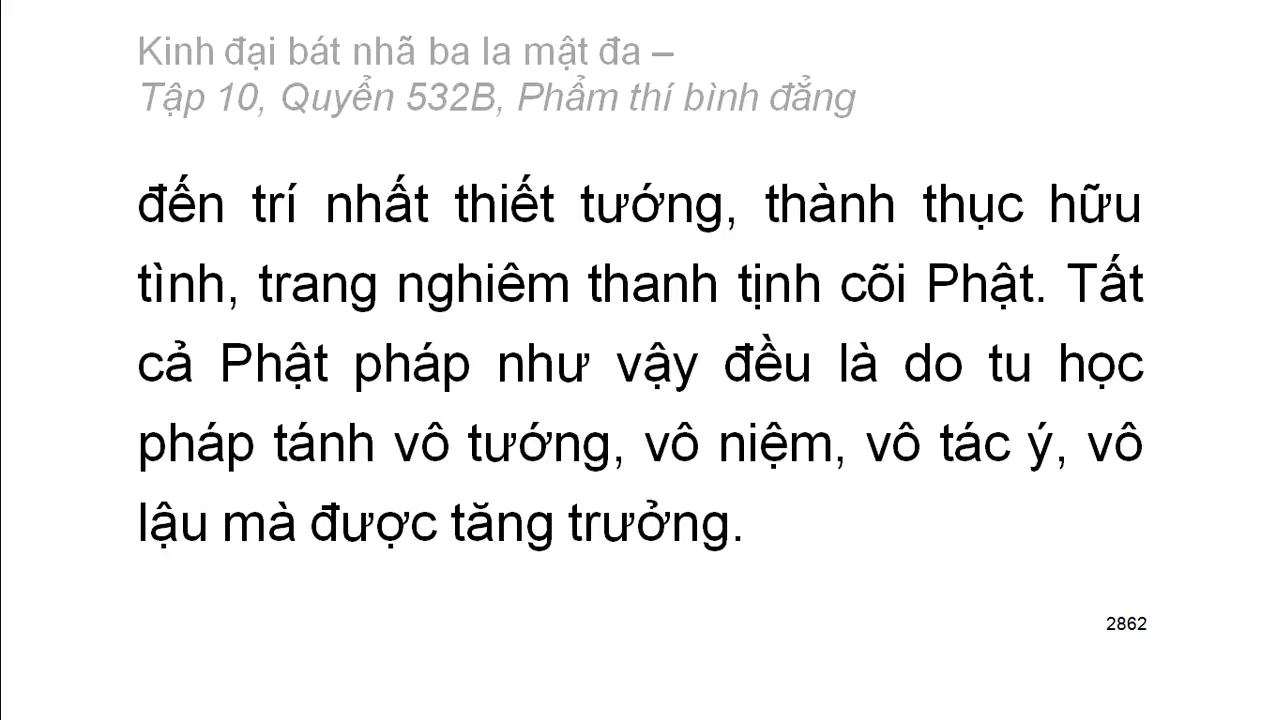 Kinh đại bát nhã ba la mật đa –
Tập 10, Quyển 532B, Phẩm thí bình đẳng
đến trí nhất thiết tướng, thành thục hữu
tình, trang nghiêm thanh tịnh cõi Phật. Tất
cả Phật pháp như vậy đều là do tu học
pháp tánh vô tướng, vô niệm, vô tác ý, vô
lậu mà được tăng trưởng.
2862